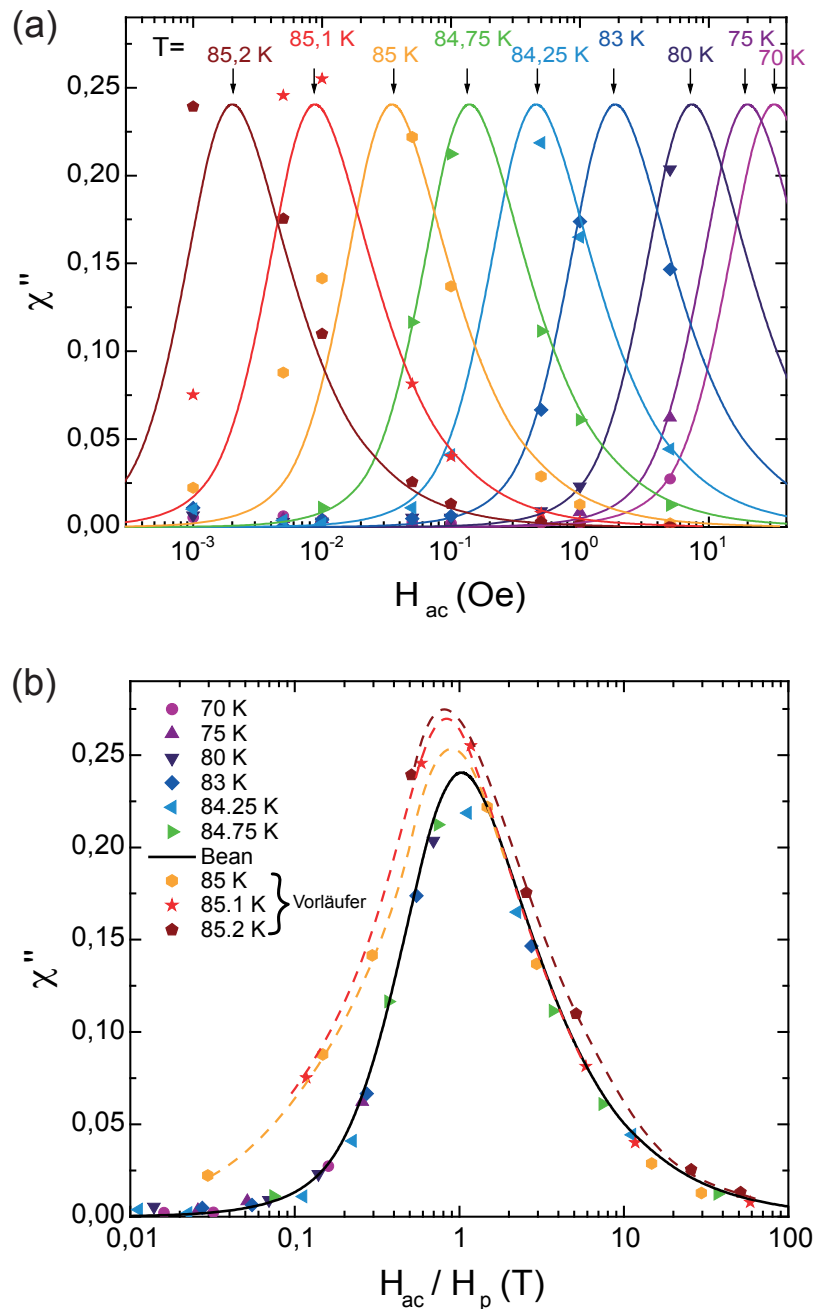 (a)
T=
85,2 K
85,1 K
85 K
84,75 K
84,25 K
83 K
80 K
75 K
70 K
0,25
0,20
0,15
0,10
0,05
0,00
χ''
10⁻³
10⁻²
10⁻¹
10⁰
10¹
H ac (Oe)
(b)
70 K
75 K
80 K
83 K
84.25 K
84.75 K
Bean
85 K
85.1 K
85.2 K
Vorläufer
0,25
0,20
0,15
0,10
0,05
0,00
χ''
0,01
0,1
1
10
100
Hac / Hp (T)